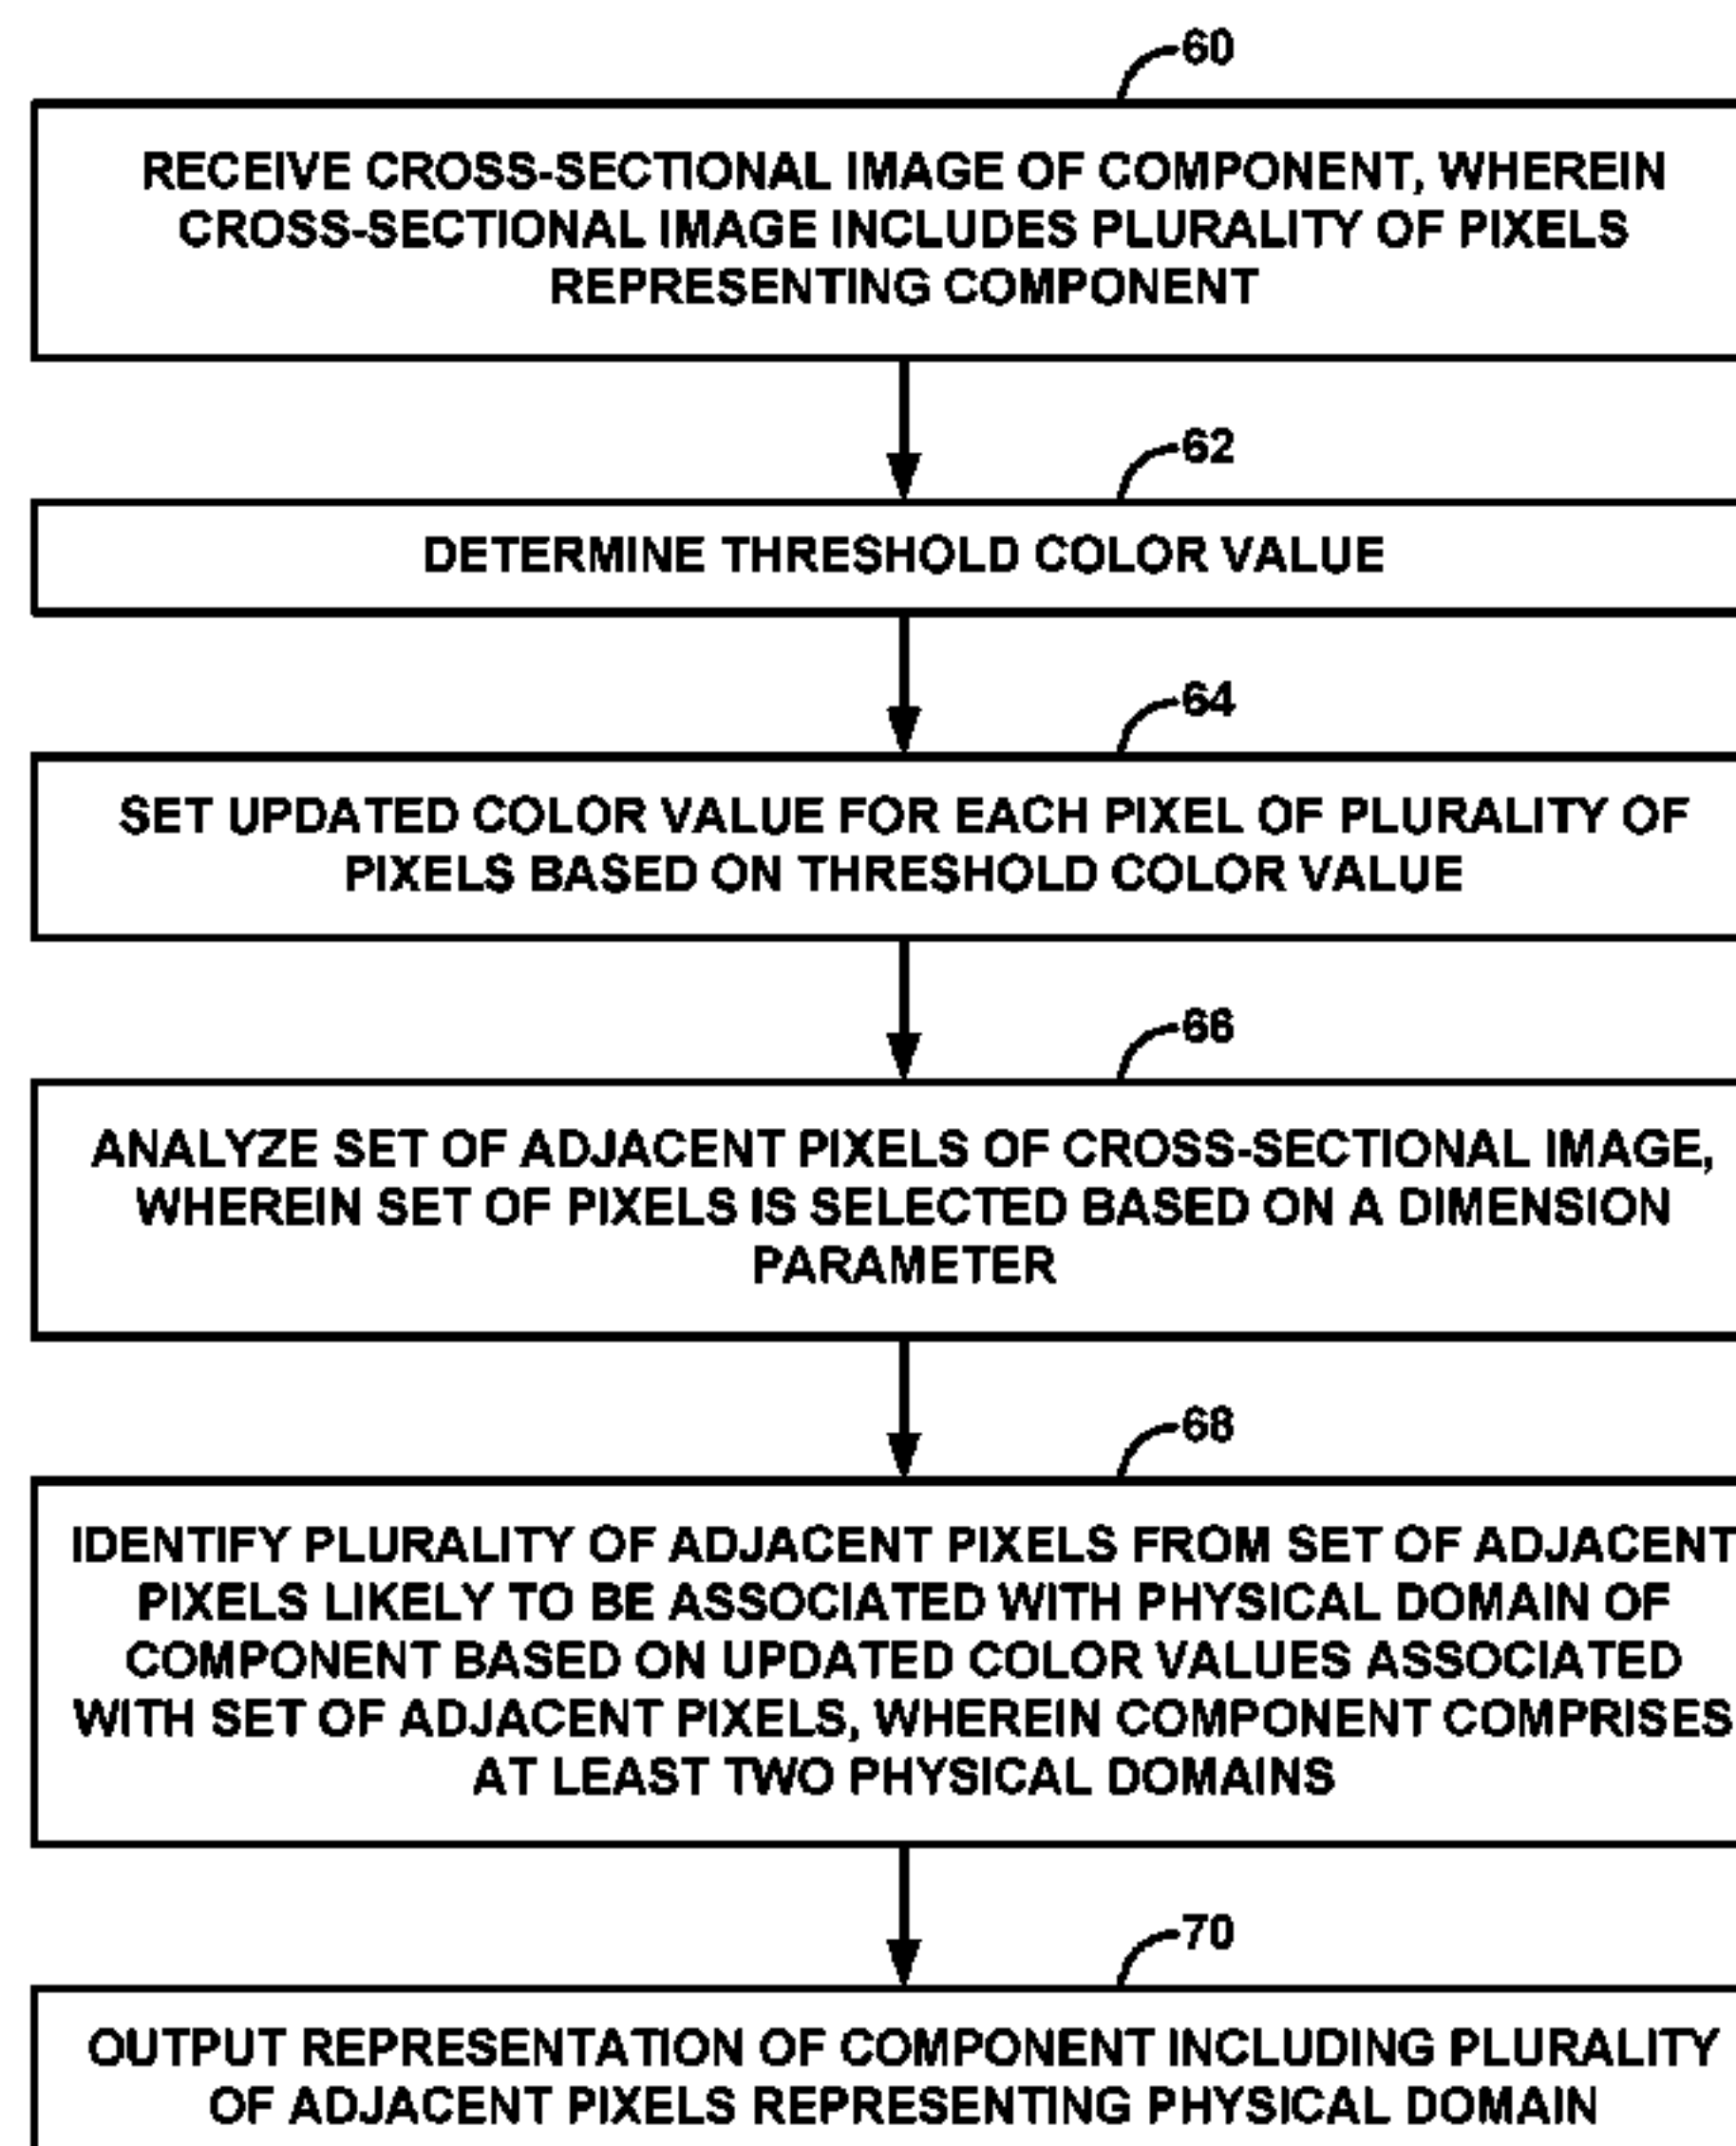 60
RECEIVE CROSS-SECTIONAL IMAGE OF COMPONENT, WHEREIN
CROSS-SECTIONAL IMAGE INCLUDES PLURALITY OF PIXELS
REPRESENTING COMPONENT
62
DETERMINE THRESHOLD COLOR VALUE
64
SET UPDATED COLOR VALUE FOR EACH PIXEL OF PLURALITY OF
PIXELS BASED ON THRESHOLD COLOR VALUE
66
ANALYZE SET OF ADJACENT PIXELS OF CROSS-SECTIONAL IMAGE,
WHEREIN SET OF PIXELS IS SELECTED BASED ON A DIMENSION
PARAMETER
68
IDENTIFY PLURALITY OF ADJACENT PIXELS FROM SET OF ADJACENT
PIXELS LIKELY TO BE ASSOCIATED WITH PHYSICAL DOMAIN OF
COMPONENT BASED ON UPDATED COLOR VALUES ASSOCIATED
WITH SET OF ADJACENT PIXELS, WHEREIN COMPONENT COMPRISES
AT LEAST TWO PHYSICAL DOMAINS
70
OUTPUT REPRESENTATION OF COMPONENT INCLUDING PLURALITY
OF ADJACENT PIXELS REPRESENTING PHYSICAL DOMAIN